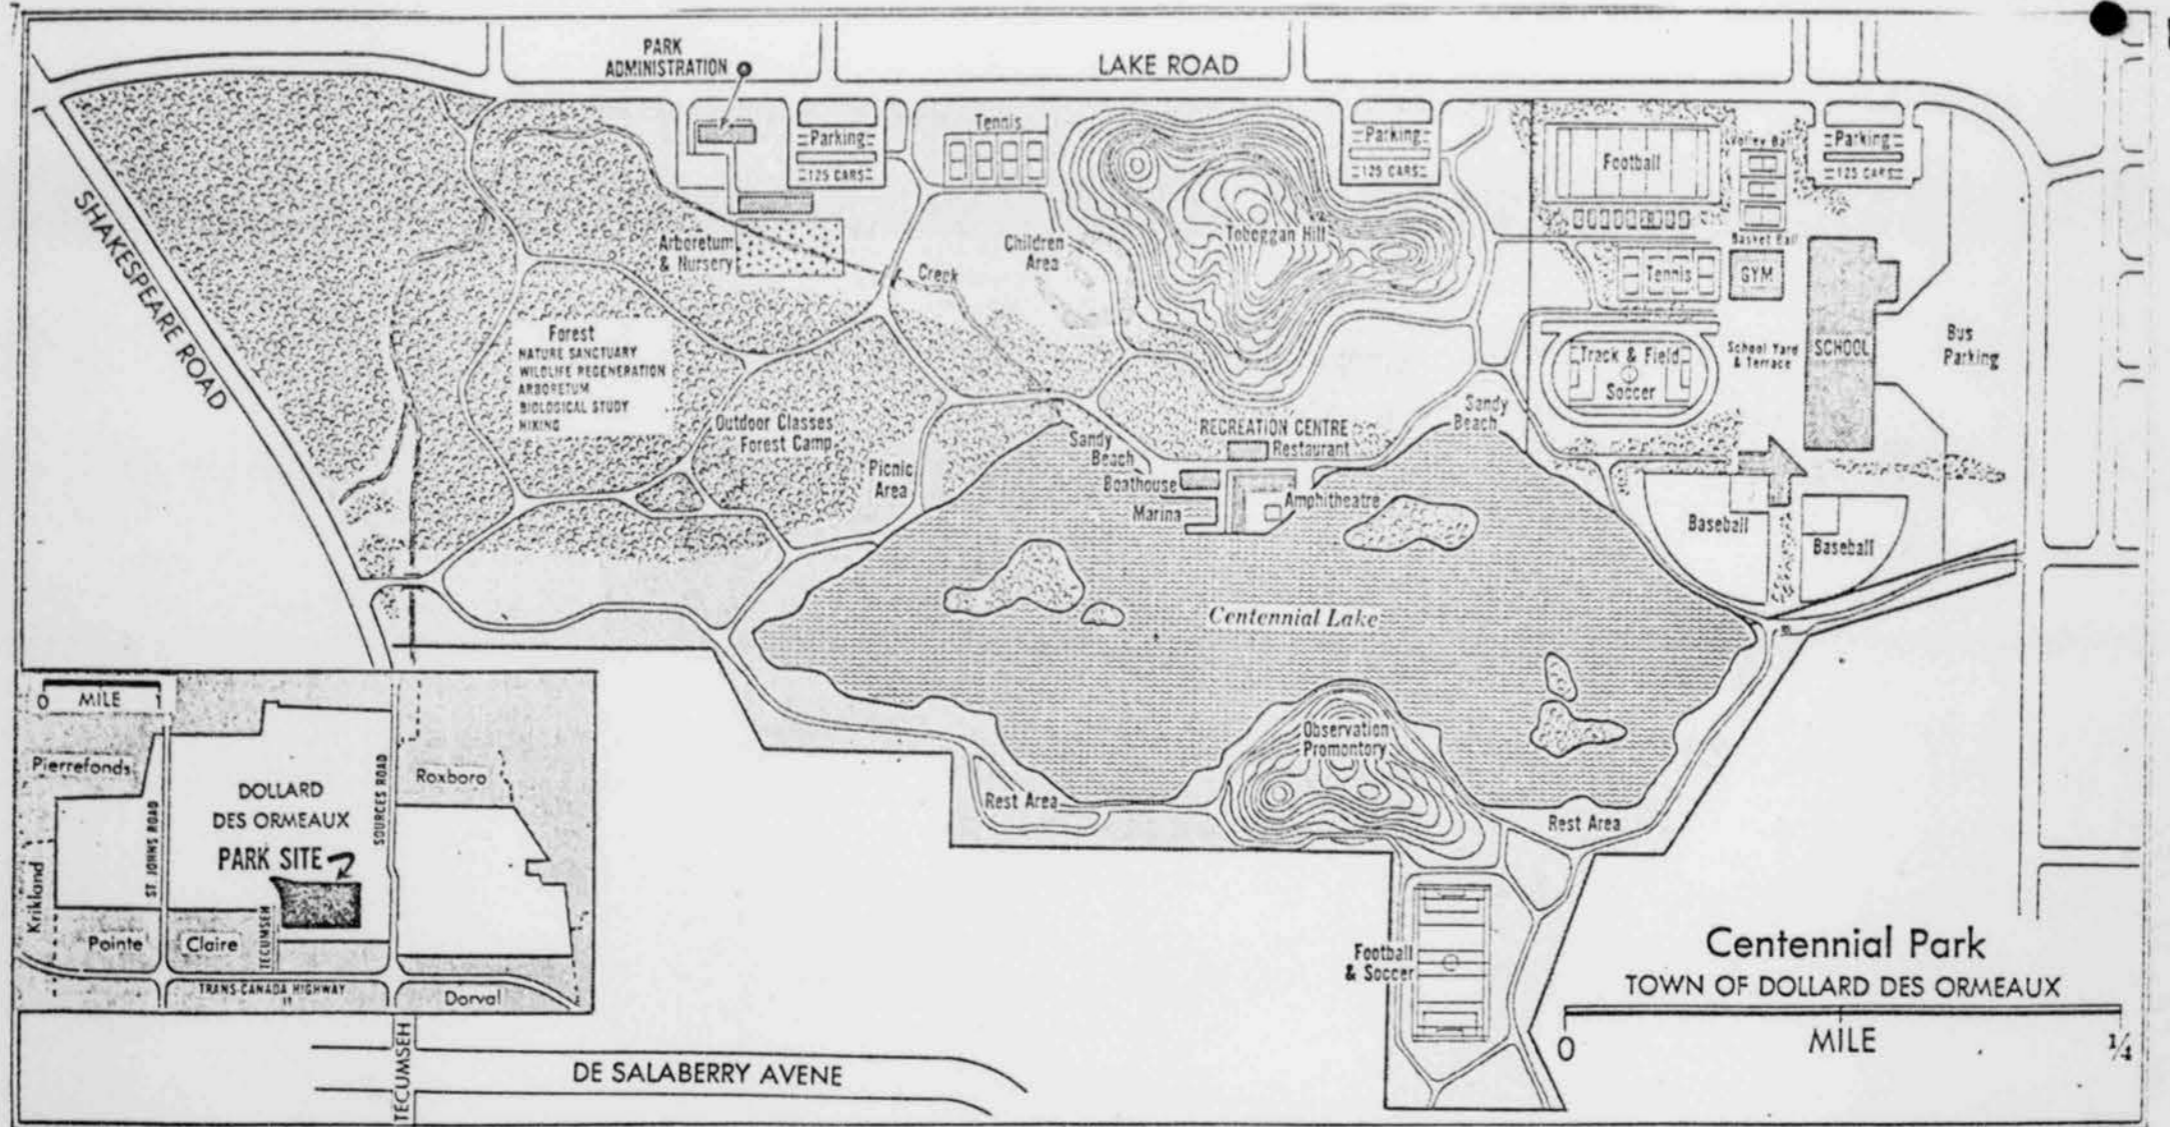 PARK
ADMINISTRATION
LAKE ROAD
SHAKESPEARE ROAD
Parking
125 CARS
Tennis
Parking
125 CARS
Football
Volley Ball
Parking
125 CARS
Basket Ball
Toboggan Hill
Children
Area
Arboretum
& Nursery
Creek
Tennis
GYM
Forest
NATURE SANCTUARY
WILDLIFE REGENERATION
ARBORETUM
BIOLOGICAL STUDY
HIKING
Track & Field
Soccer
School Yard
& Terrace
SCHOOL
Bus
Parking
Outdoor Classes
Forest Camp
Picnic
Area
Sandy
Beach
RECREATION CENTRE
Restaurant
Sandy
Beach
Boathouse
Marina
Amphitheatre
Baseball
Baseball
Centennial Lake
Observation
Promontory
Rest Area
Rest Area
Football
& Soccer
0 MILE 1
Pierrefonds
DOLLARD
DES ORMEAUX
PARK SITE
ST. JOHNS ROAD
SOURCES ROAD
Roxboro
Krikland
Pointe
Claire
TECUMSEH
TRANS-CANADA HIGHWAY
Dorval
TECUMSEH
DE SALABERRY AVENE
Centennial Park
TOWN OF DOLLARD DES ORMEAUX
0 MILE 1/4